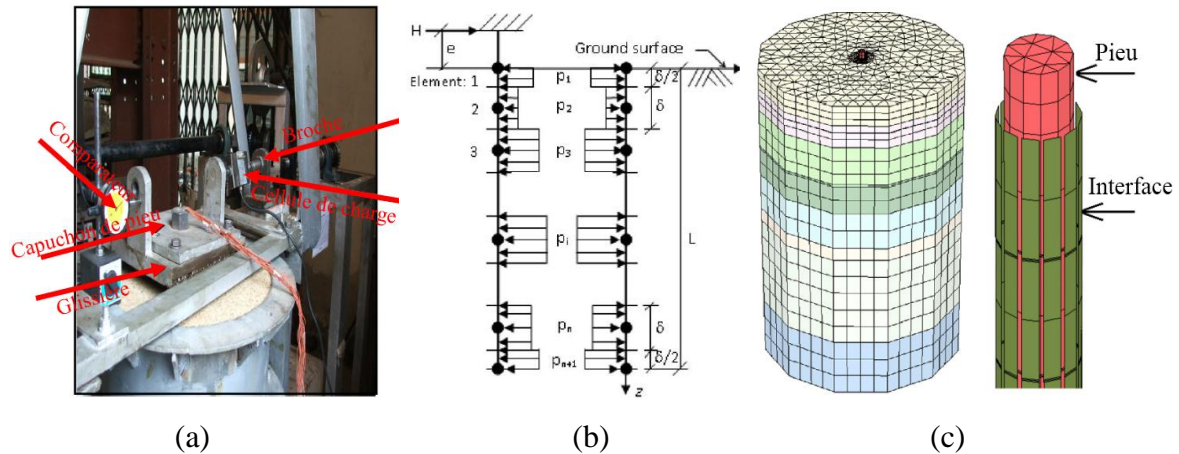 Comparateur
Broche
Cellule de charge
Capuchon de pieu
Glissière
H
e
Ground surface
Element: 1
2
3
p₁
p₂
p₃
pᵢ
pₙ
pₙ₊₁
δ/2
δ
L
δ
δ/2
z
Pieu
Interface
(a)
(b)
(c)